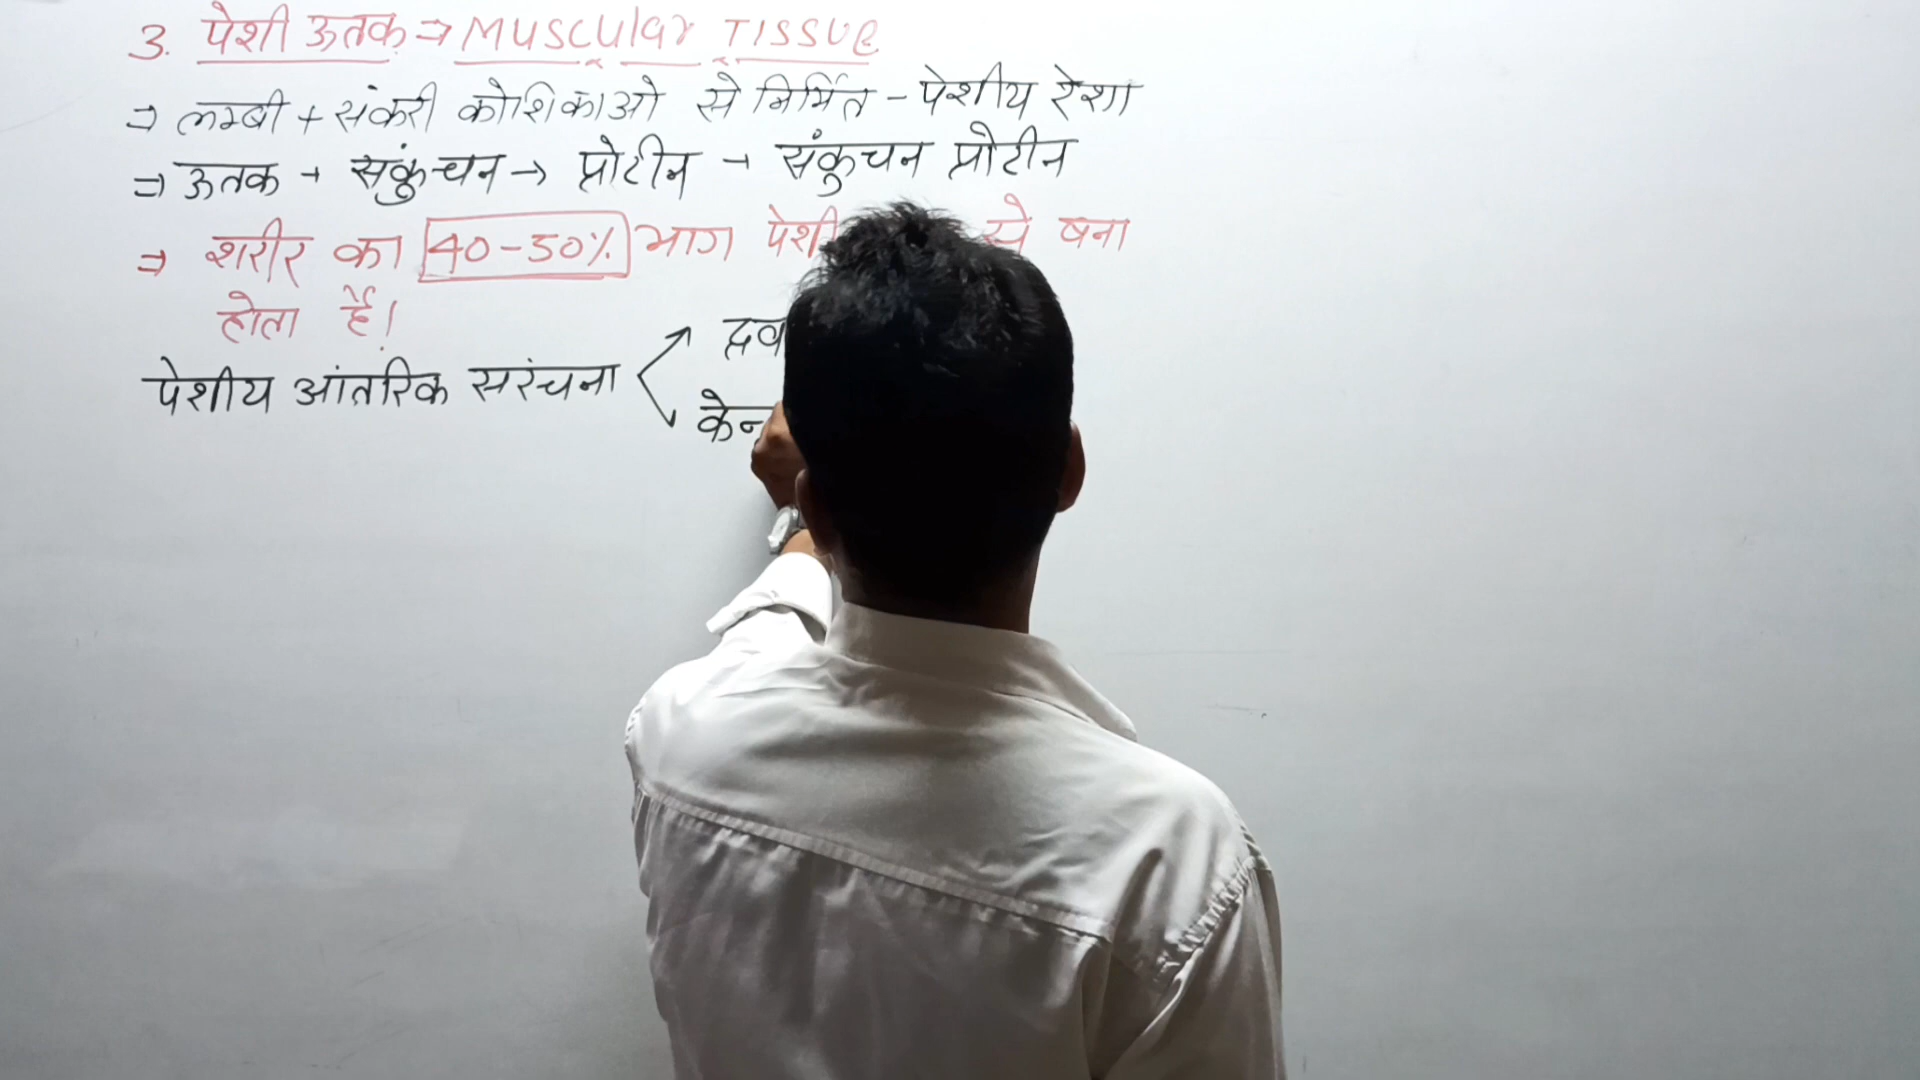 3. पेशी ऊतक ⇒ Muscular Tissue
⇒ लम्बी + संकरी कोशिकाओ से निर्मित - पेशीय रेशा
⇒ ऊतक → संकुचन → प्रोटीन → संकुचन प्रोटीन
⇒ शरीर का 40-50% भाग से बना
होता है।
पेशीय आंतरिक सरंचना